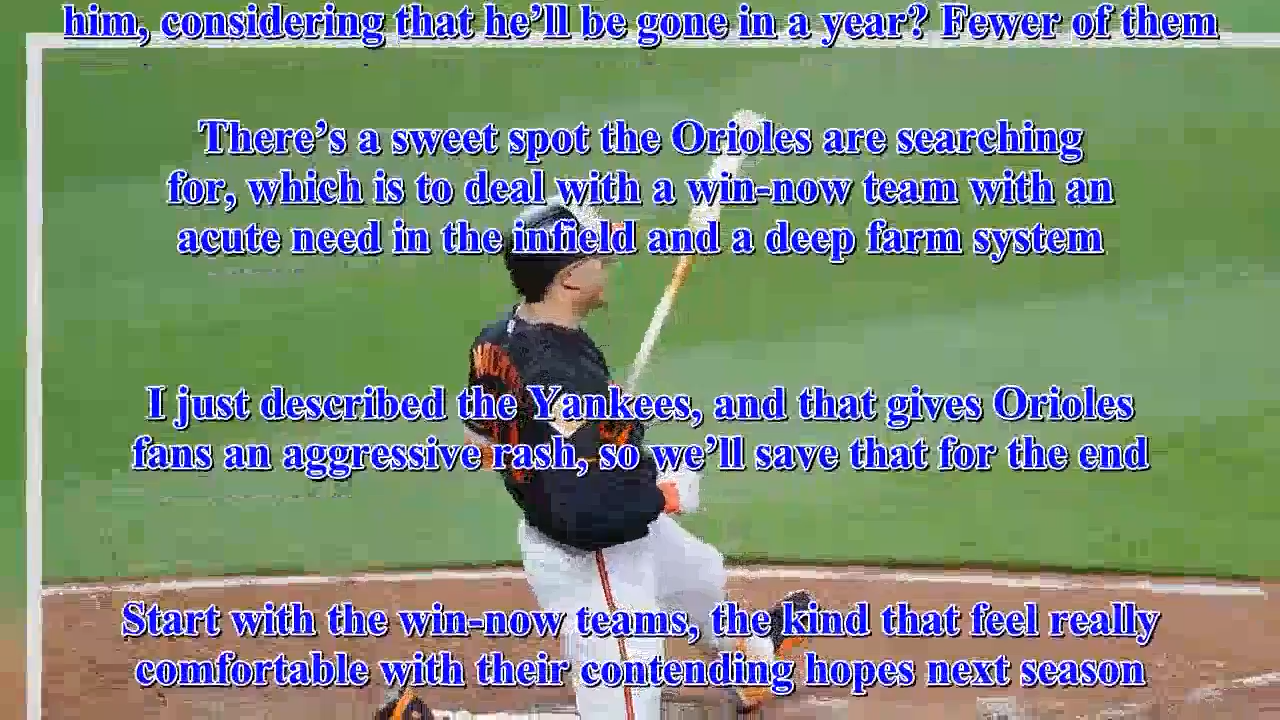 him, considering that he’ll be gone in a year? Fewer of them
There’s a sweet spot the Orioles are searching
for, which is to deal with a win-now team with an
acute need in the infield and a deep farm system
I just described the Yankees, and that gives Orioles
fans an aggressive rash, so we’ll save that for the end
Start with the win-now teams, the kind that feel really
comfortable with their contending hopes next season